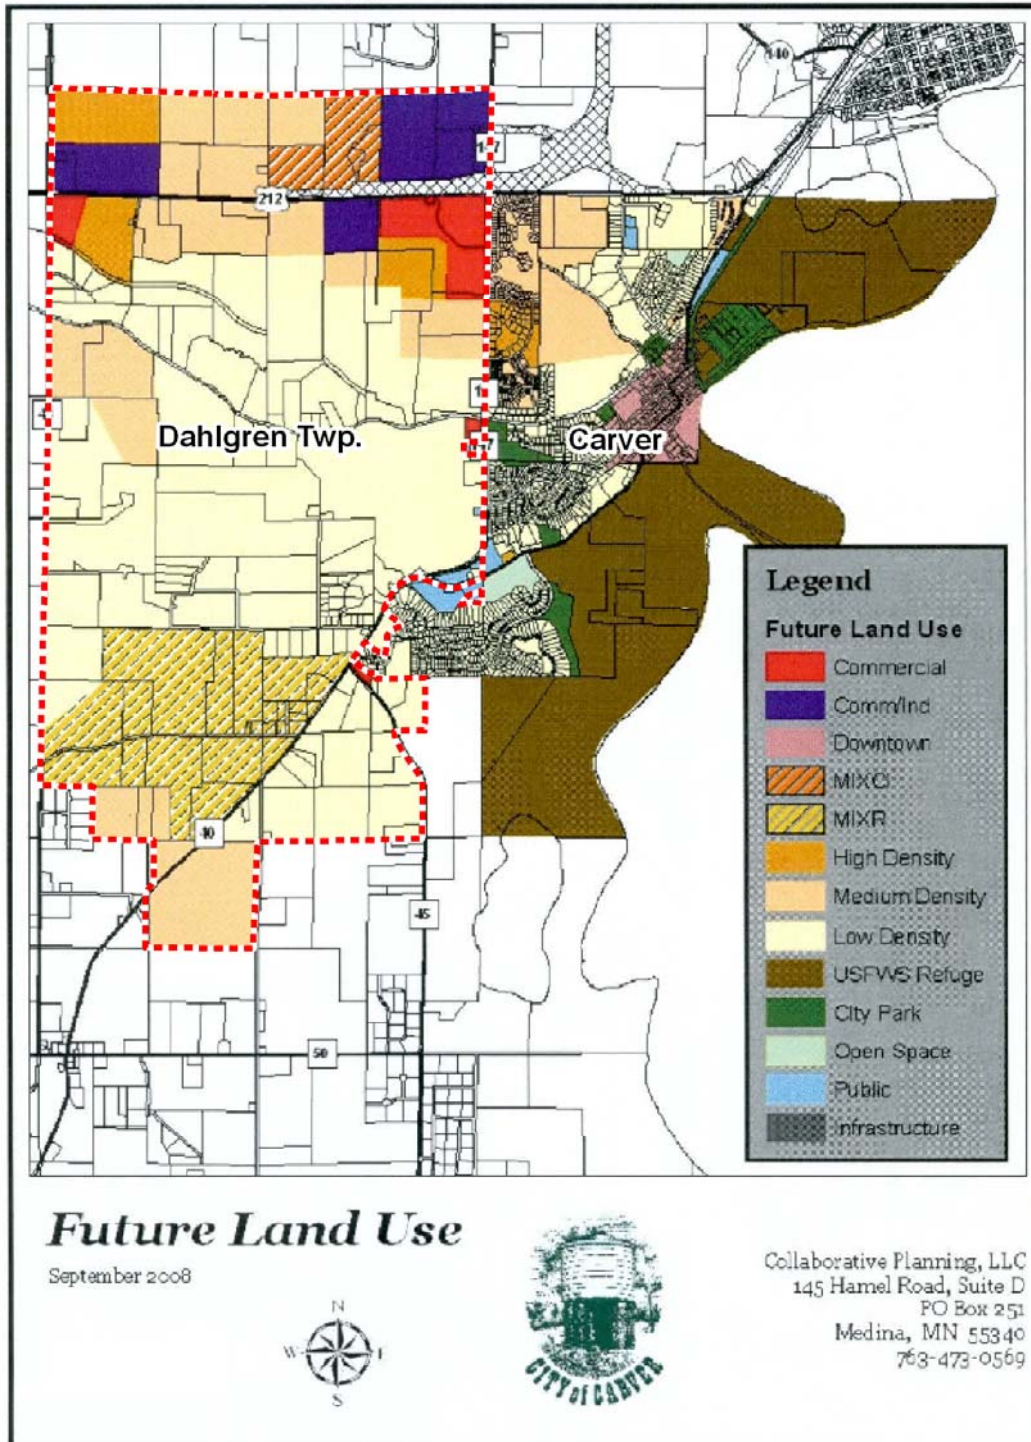 140
212
Dahlgren Twp.
Carver
40
45
50
Legend
Future Land Use
Commercial
Comm/Ind
Downtown
MIXC
MIXR
High Density
Medium Density
Low Density
USFWS Refuge
City Park
Open Space
Public
Infrastructure
Future Land Use
September 2008
N
W
S
CITY of CARVER
Collaborative Planning, LLC
145 Hamel Road, Suite D
PO Box 251
Medina, MN 55340
763-473-0569